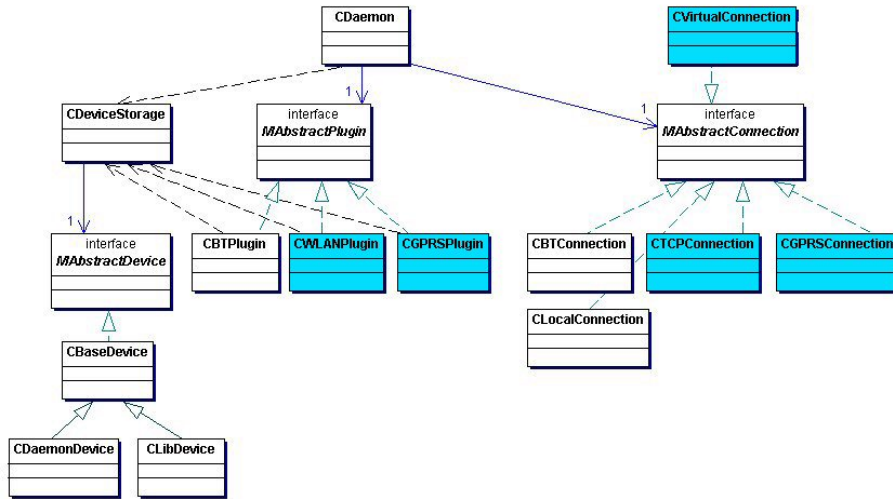 CDaemon
CVirtualConnection
CDeviceStorage
1
interface
MAbstractPlugin
1
interface
MAbstractConnection
1
interface
MAbstractDevice
CBTPlugin
CWLANPlugin
CGPRSPlugin
CBTConnection
CTCPConnection
CGPRSConnection
CLocalConnection
CBaseDevice
CDaemonDevice
CLibDevice